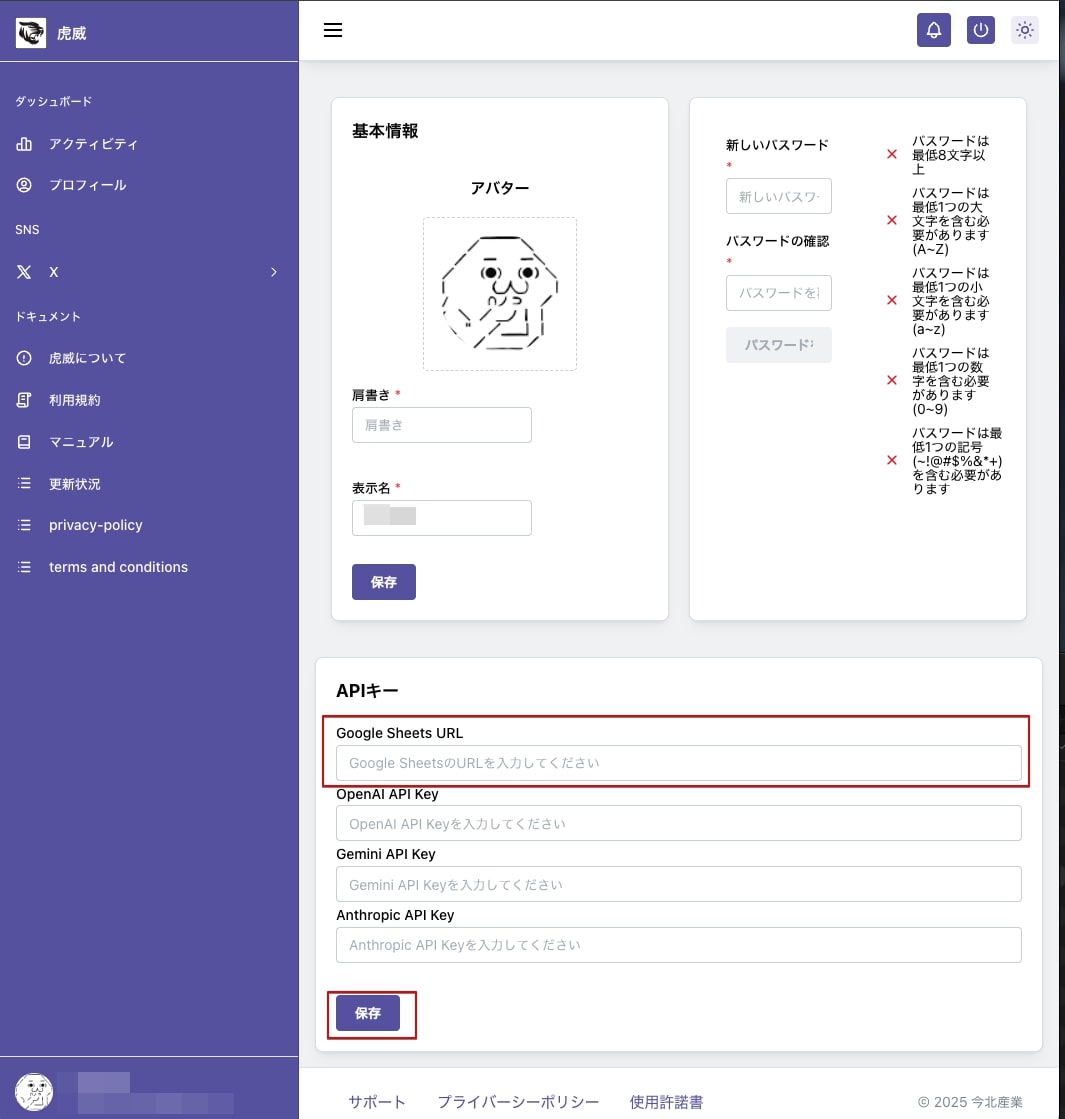 虎威
ダッシュボード
アクティビティ
プロフィール
SNS
X
ドキュメント
虎威について
利用規約
マニュアル
更新状況
privacy-policy
terms and conditions
基本情報
アバター
肩書き *
肩書き
表示名 *
保存
新しいパスワード
*
新しいパスワ
パスワードの確認
*
パスワードを
パスワード
パスワードは
最低8文字以
上
パスワードは
最低1つの大
文字を含む必
要があります
(A~Z)
パスワードは
最低1つの小
文字を含む必
要があります
(a~z)
パスワードは
最低1つの数
字を含む必要
があります
(0~9)
パスワードは最
低1つの記号
(~!@#$%&*+)
を含む必要があ
ります
APIキー
Google Sheets URL
Google SheetsのURLを入力してください
OpenAI API Key
OpenAI API Keyを入力してください
Gemini API Key
Gemini API Keyを入力してください
Anthropic API Key
Anthropic API Keyを入力してください
保存
サポート
プライバーシーポリシー
使用許諾書
© 2025 今北産業